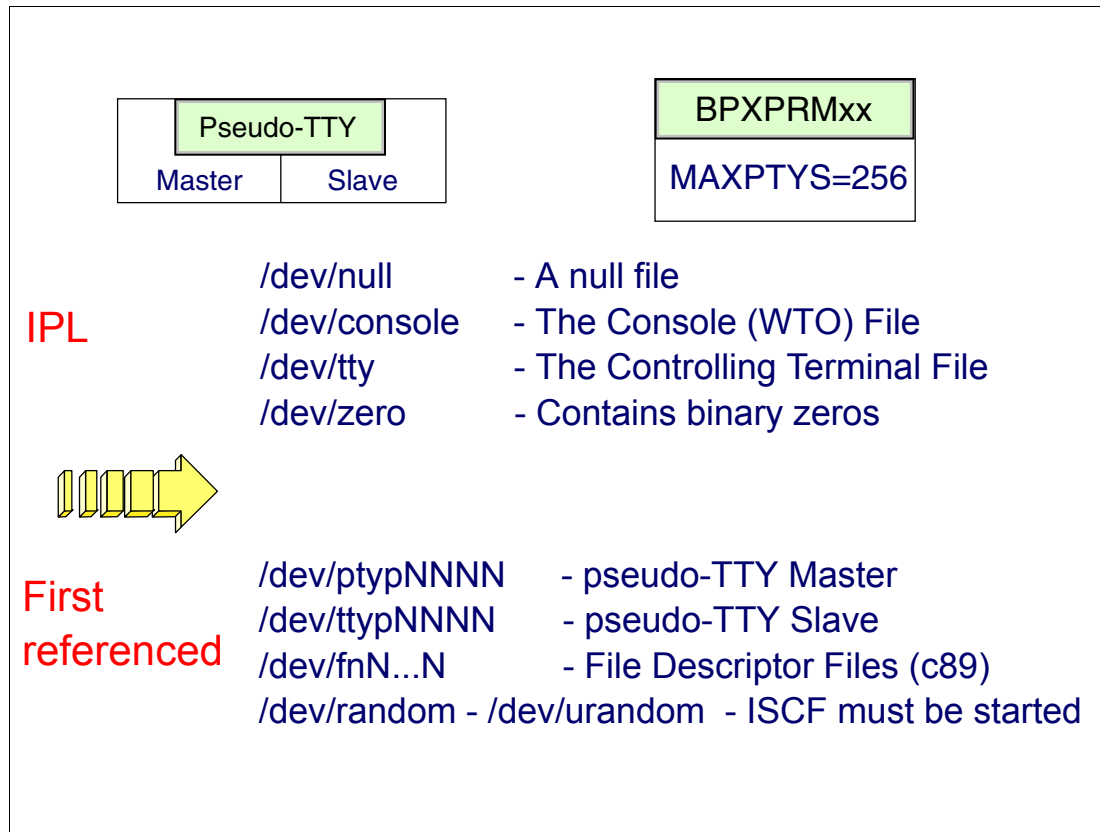 Pseudo-TTY
Master Slave
BPXPRMxx
MAXPTYS=256
IPL
/dev/null - A null file
/dev/console - The Console (WTO) File
/dev/tty - The Controlling Terminal File
/dev/zero - Contains binary zeros
First
referenced
/dev/ptypNNNN - pseudo-TTY Master
/dev/ttypNNNN - pseudo-TTY Slave
/dev/fnN...N - File Descriptor Files (c89)
/dev/random - /dev/urandom - ISCF must be started